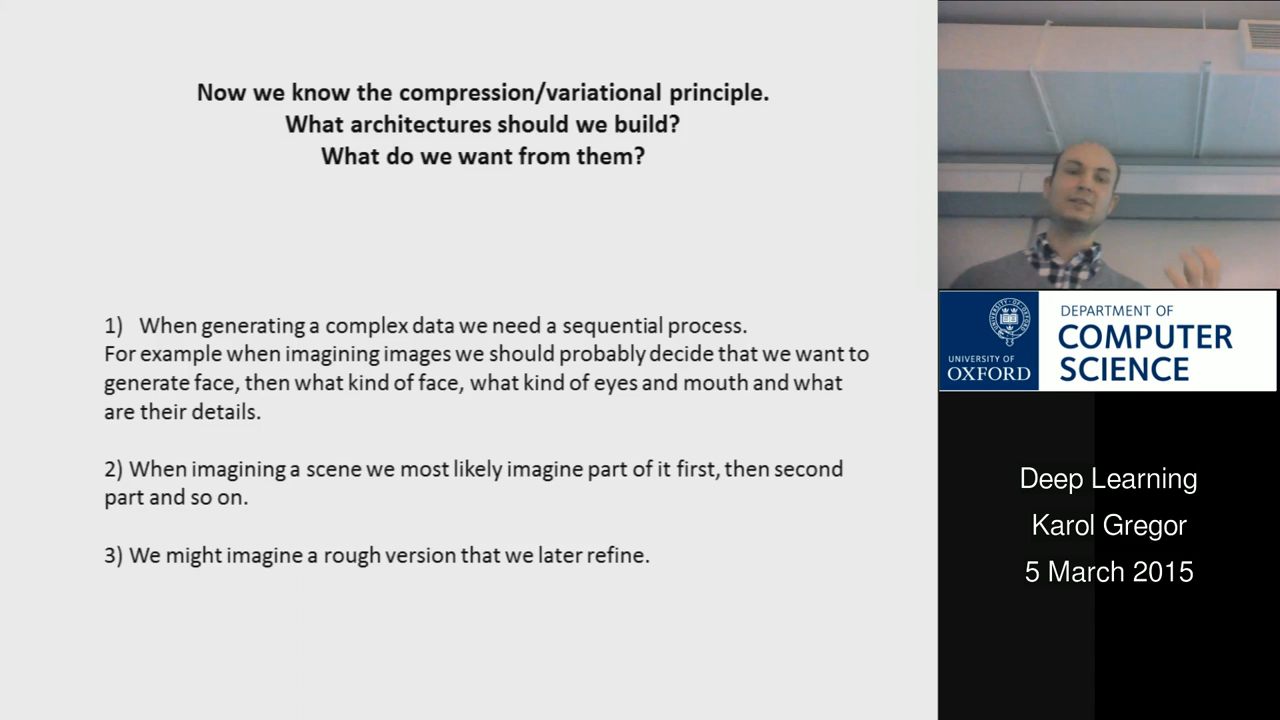 Now we know the compression/variational principle.
What architectures should we build?
What do we want from them?
1) When generating a complex data we need a sequential process.
For example when imagining images we should probably decide that we want to
generate face, then what kind of face, what kind of eyes and mouth and what
are their details.
2) When imagining a scene we most likely imagine part of it first, then second
part and so on.
3) We might imagine a rough version that we later refine.
UNIVERSITY OF
OXFORD
DEPARTMENT OF
COMPUTER
SCIENCE
Deep Learning
Karol Gregor
5 March 2015